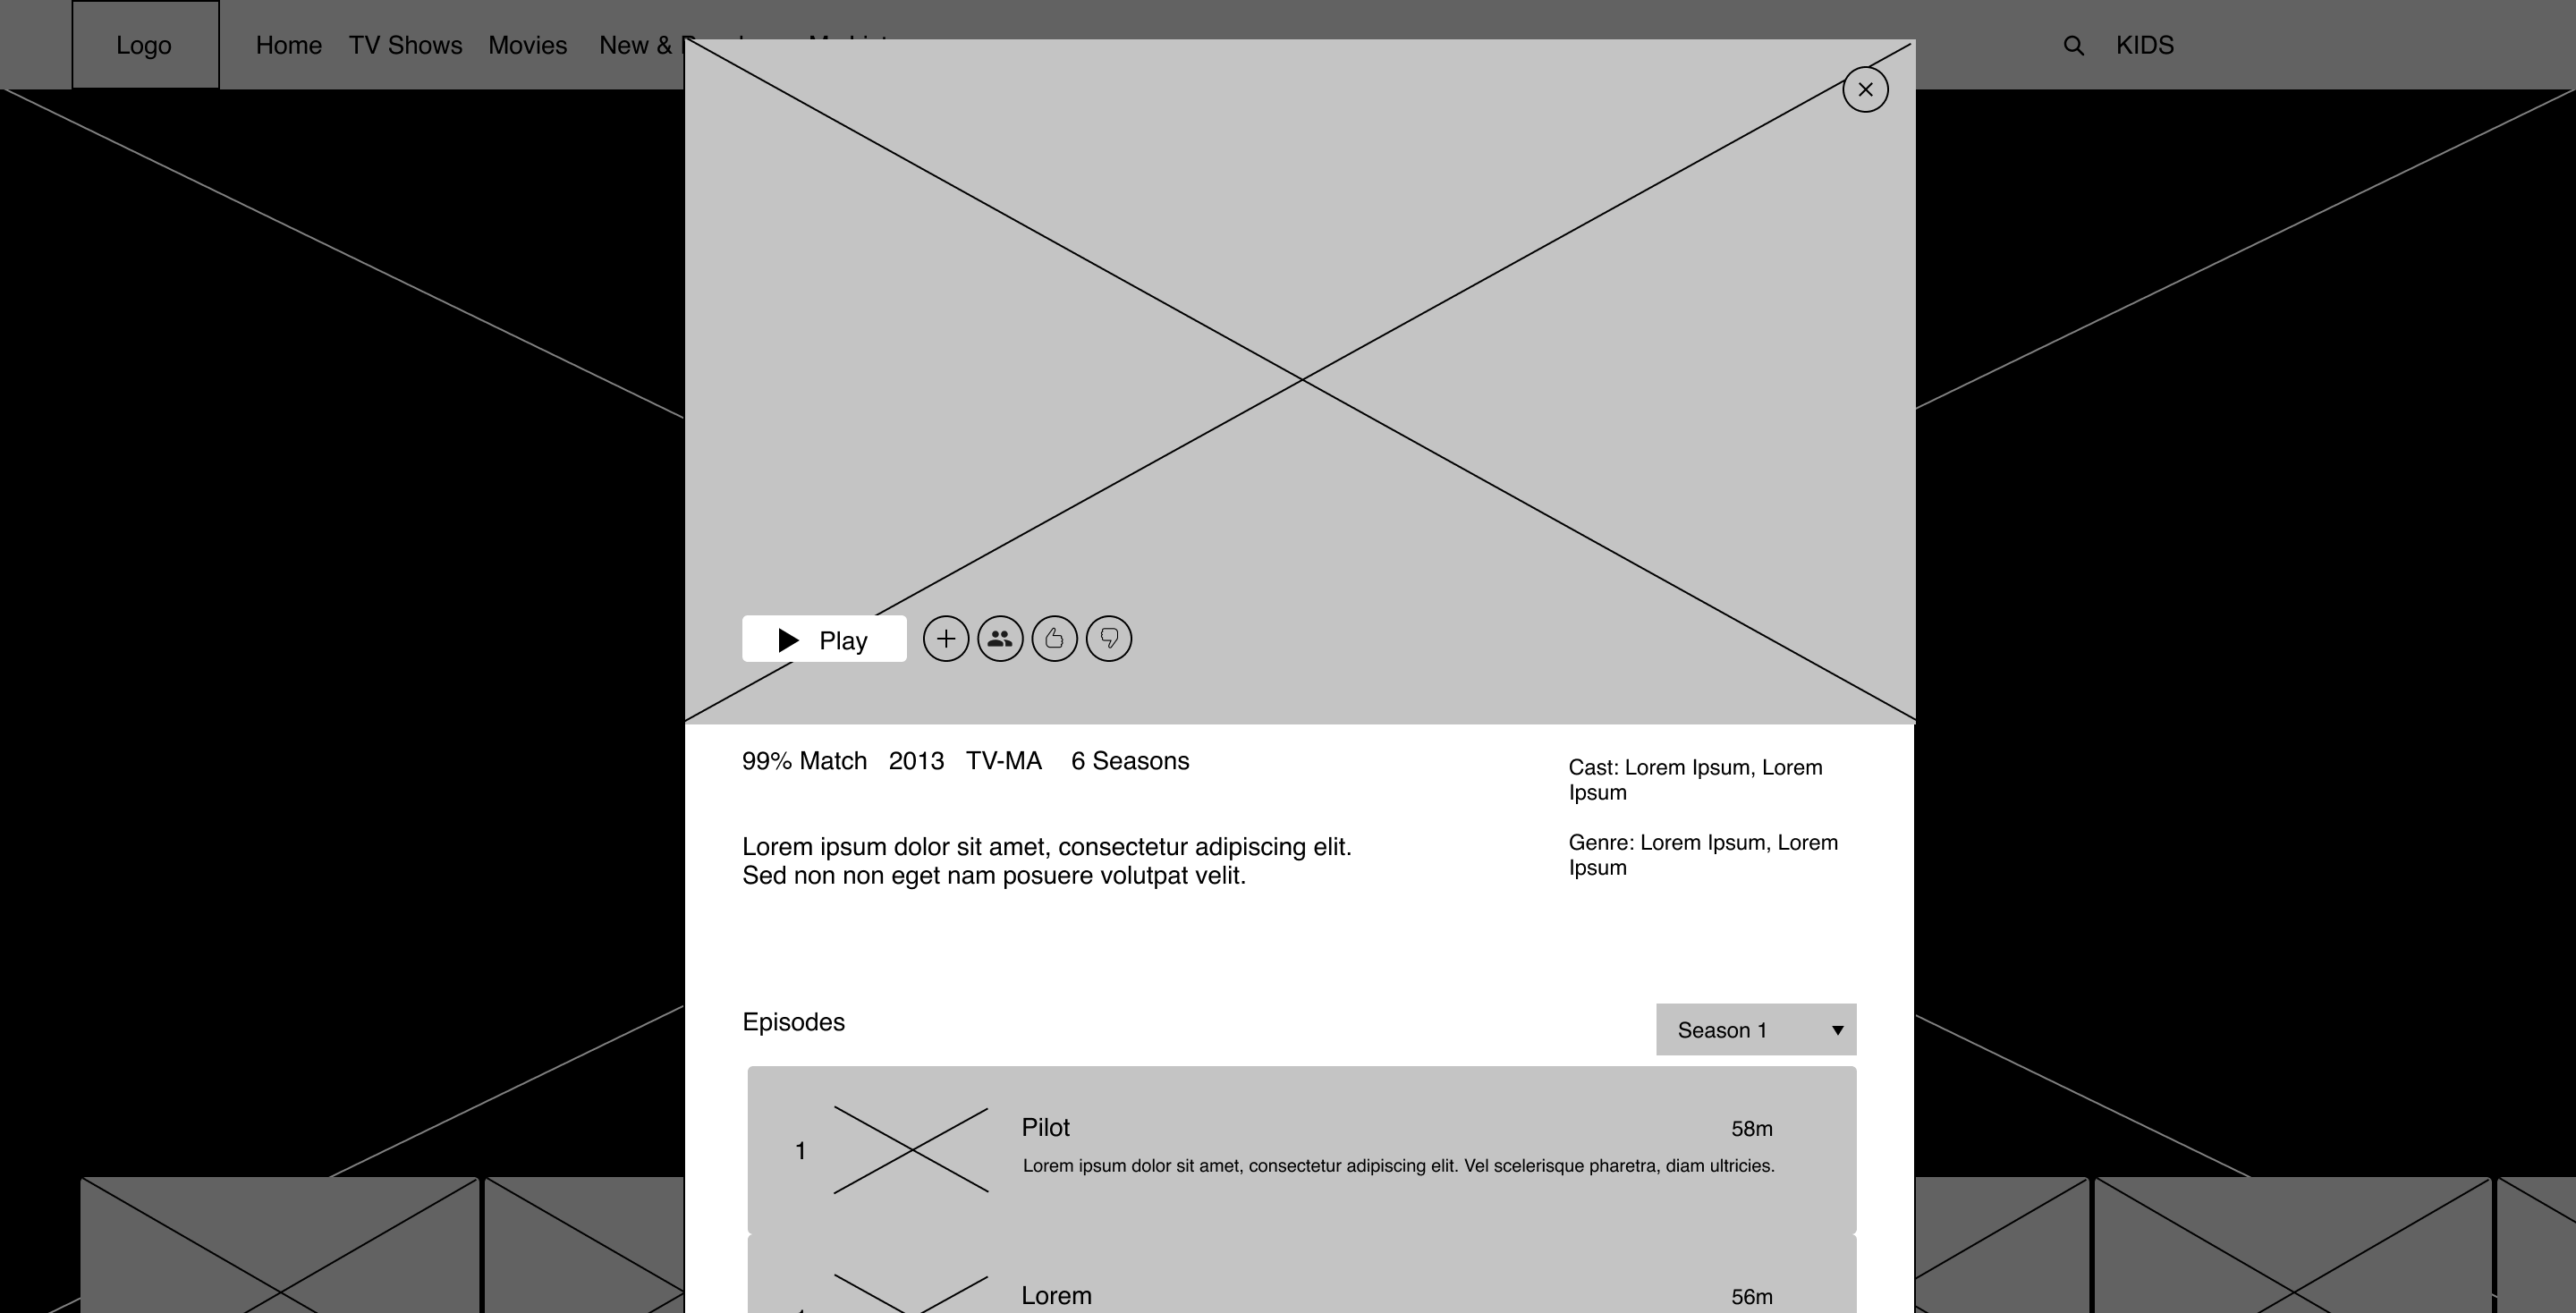 Logo
Home TV Shows Movies New &
KIDS
Play
99% Match 2013 TV-MA 6 Seasons
Cast: Lorem Ipsum, Lorem
Ipsum
Lorem ipsum dolor sit amet, consectetur adipiscing elit.
Sed non non eget nam posuere volutpat velit.
Genre: Lorem Ipsum, Lorem
Ipsum
Episodes
Season 1
1
Pilot
58m
Lorem ipsum dolor sit amet, consectetur adipiscing elit. Vel scelerisque pharetra, diam ultricies.
Lorem
56m